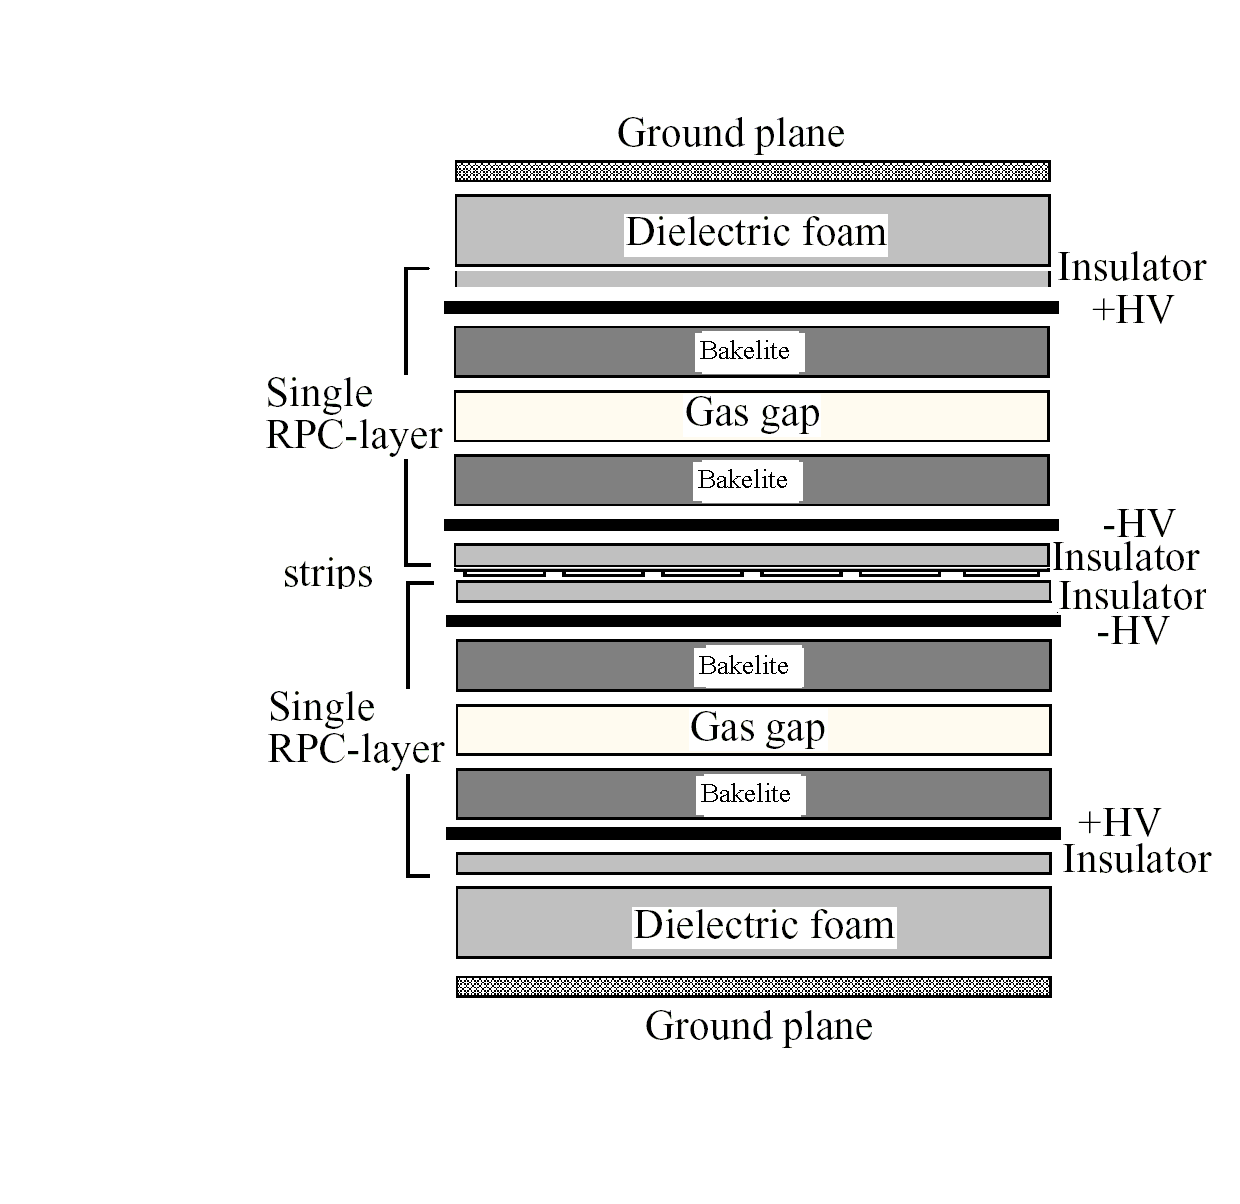 Ground plane
Dielectric foam
Insulator
+HV
Bakelite
Single
RPC-layer
Gas gap
Bakelite
-HV
Insulator
strips
Insulator
-HV
Bakelite
Single
RPC-layer
Gas gap
Bakelite
+HV
Insulator
Dielectric foam
Ground plane